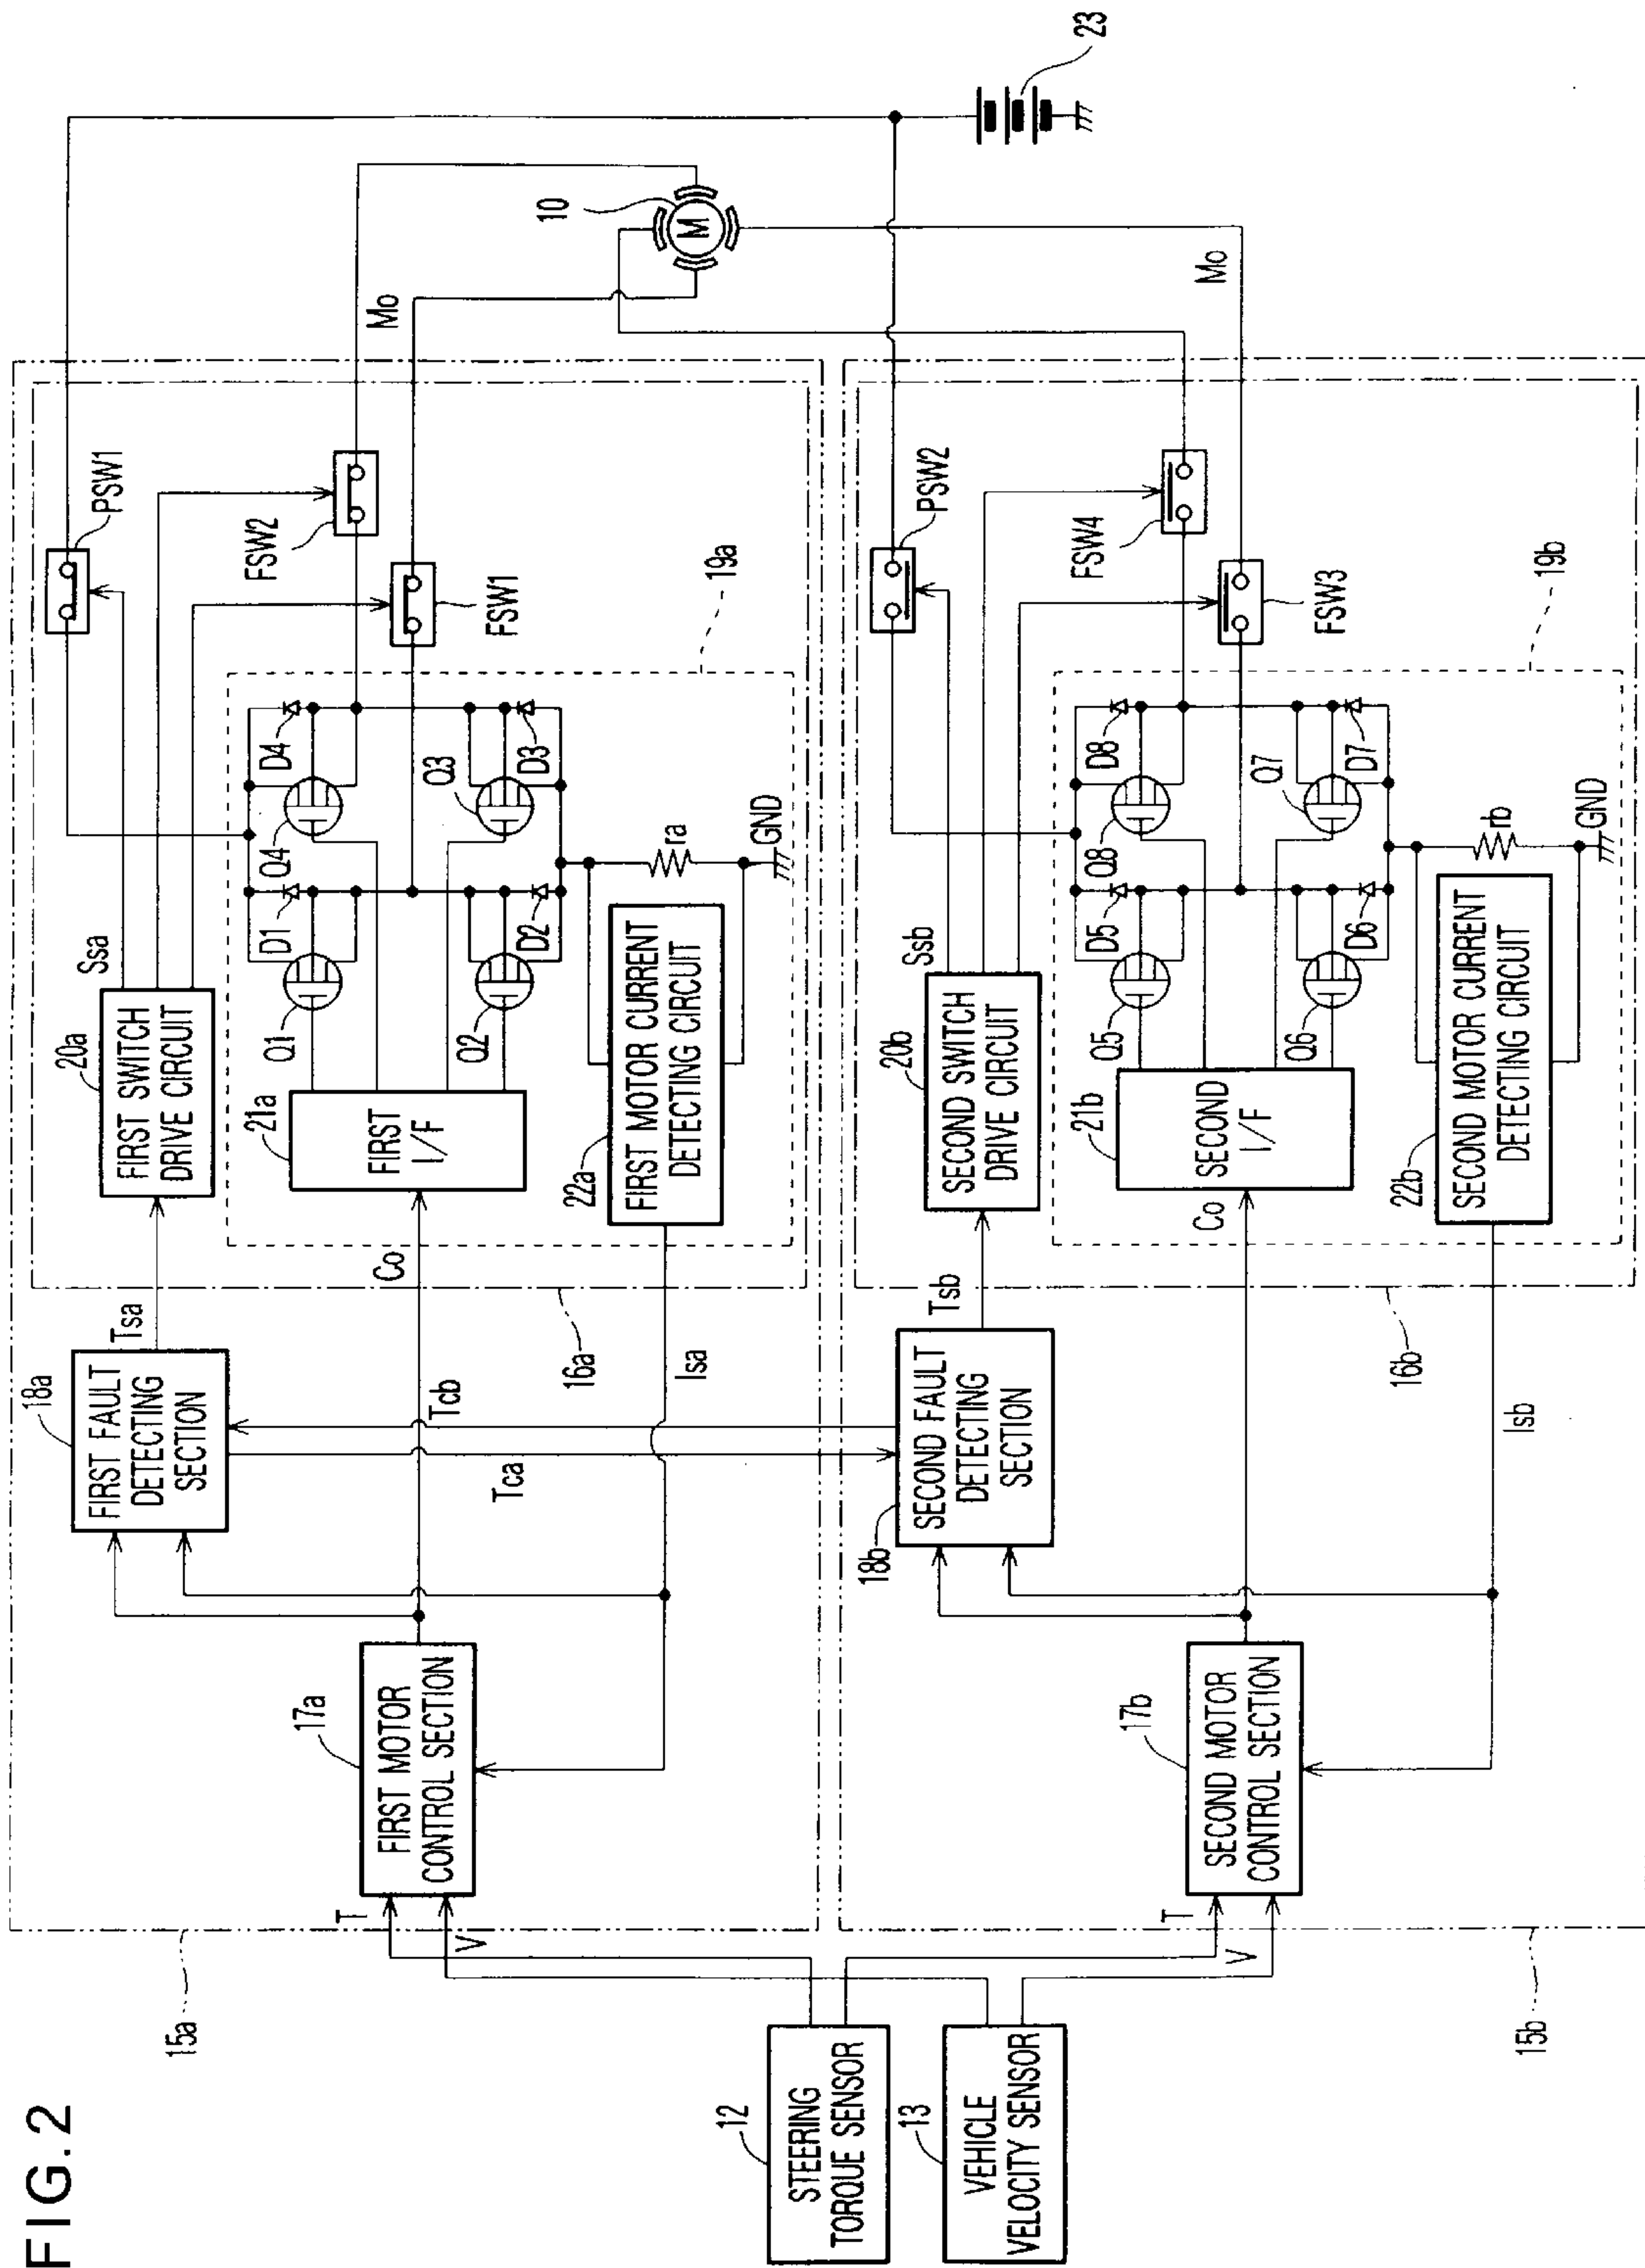 FIG.2
15a
18a
FIRST FAULT
DETECTING
SECTION
Tsa
20a
FIRST SWITCH
DRIVE CIRCUIT
Ssa
PSW1
FSW2
FSW1
17a
FIRST MOTOR
CONTROL SECTION
T
V
Co
Tcb
Tca
Isa
16a
21a
FIRST
I/F
22a
FIRST MOTOR CURRENT
DETECTING CIRCUIT
Q1
D1
Q4
D4
Q2
D2
Q3
D3
ra
GND
19a
Mo
10
M
23
12
STEERING
TORQUE SENSOR
13
VEHICLE
VELOCITY SENSOR
15b
18b
SECOND FAULT
DETECTING
SECTION
Tsb
20b
SECOND SWITCH
DRIVE CIRCUIT
Ssb
PSW2
FSW4
FSW3
17b
SECOND MOTOR
CONTROL SECTION
T
V
Co
Isb
16b
21b
SECOND
I/F
22b
SECOND MOTOR CURRENT
DETECTING CIRCUIT
Q5
D5
Q8
D8
Q6
D6
Q7
D7
rb
GND
19b
Mo